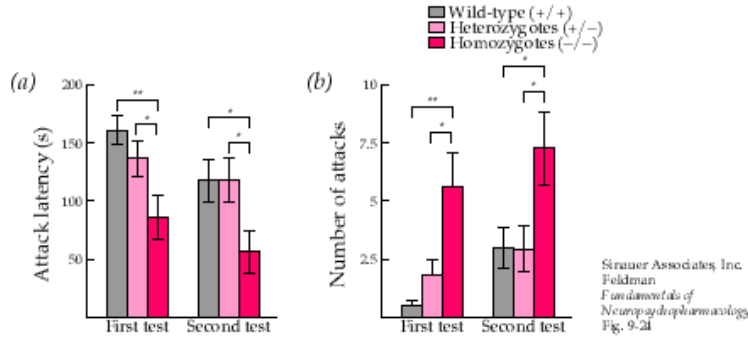 Wild-type (+/+)
Heterozygotes (+/−)
Homozygotes (−/−)
(a)
Attack latency (s)
200
150
100
50
**
*
*
*
First test
Second test
(b)
Number of attacks
10
7.5
5
2.5
**
*
*
*
First test
Second test
Sinauer Associates, Inc.
Feldman
Fundamentals of
Neuropsychopharmacology
Fig. 9-24